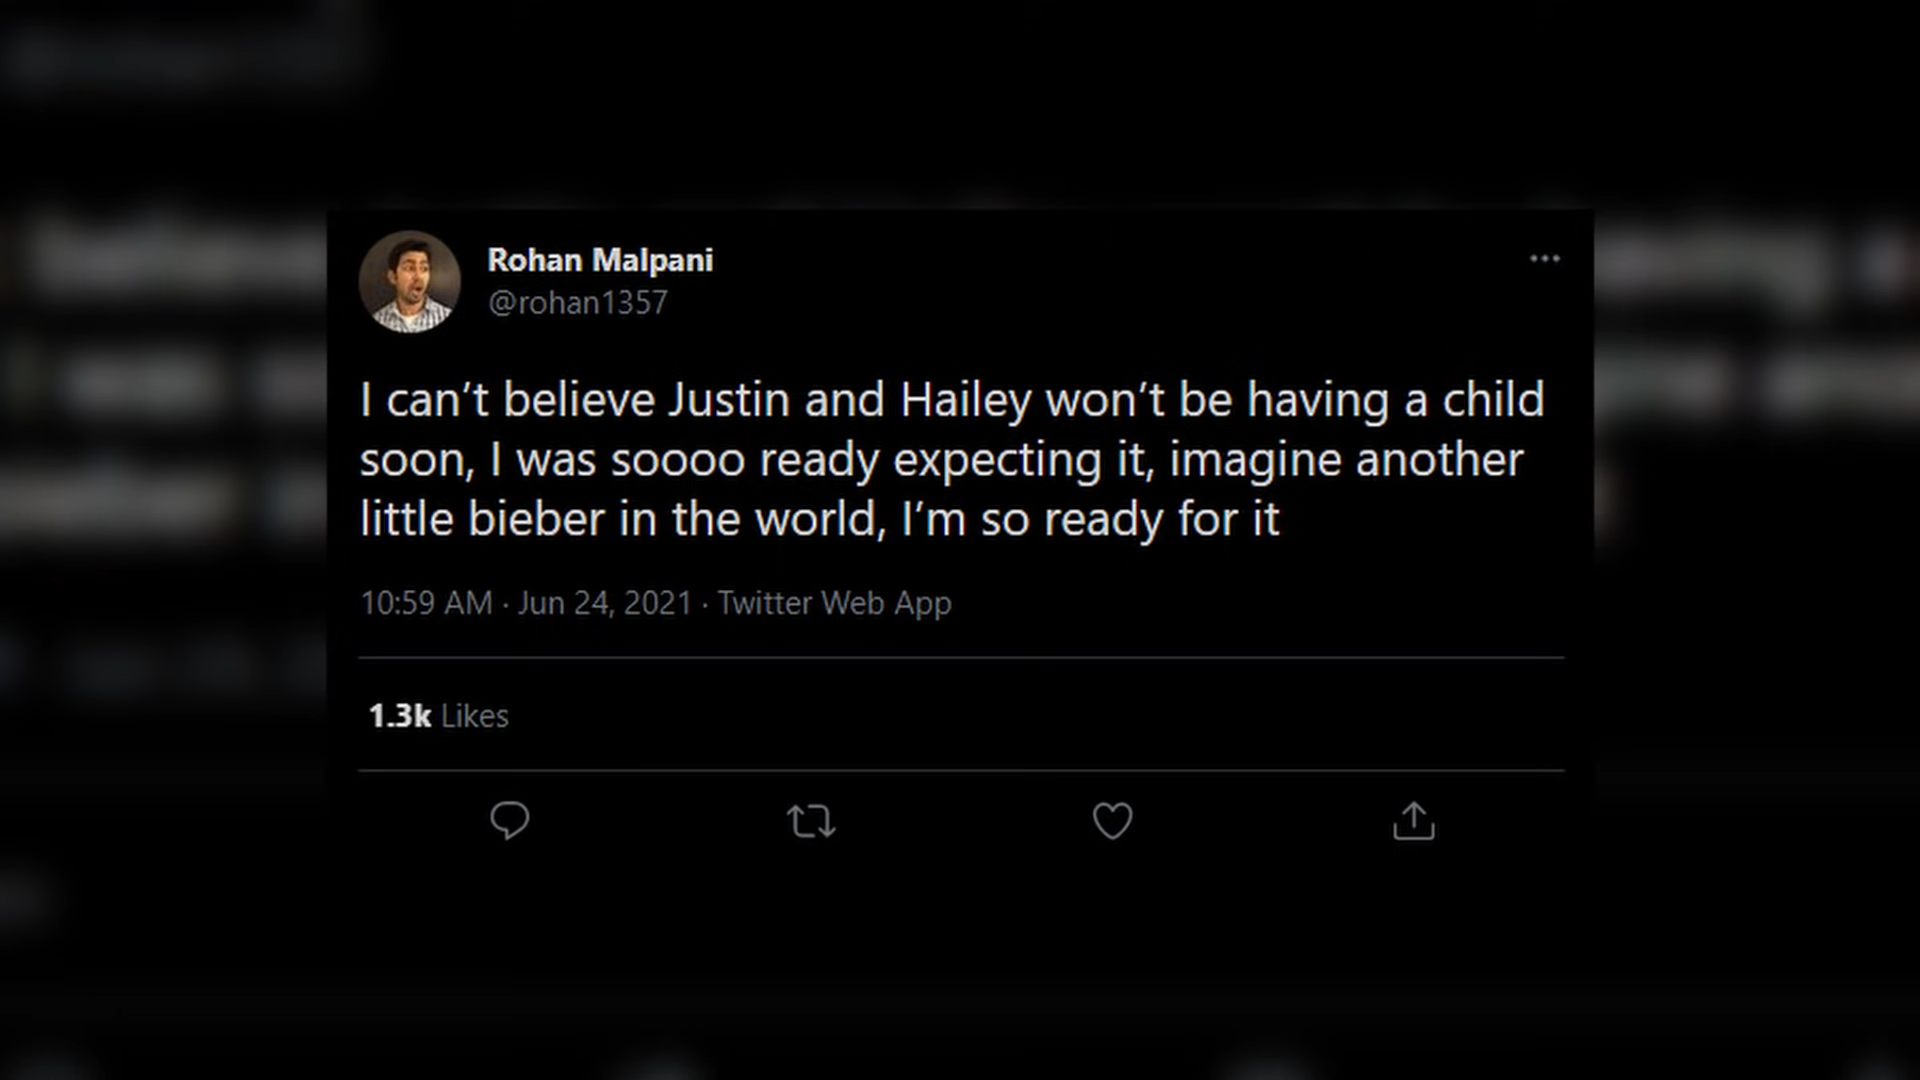 Rohan Malpani
@rohan1357
I can’t believe Justin and Hailey won’t be having a child
soon, I was soooo ready expecting it, imagine another
little bieber in the world, I’m so ready for it
10:59 AM · Jun 24, 2021 · Twitter Web App
1.3k Likes